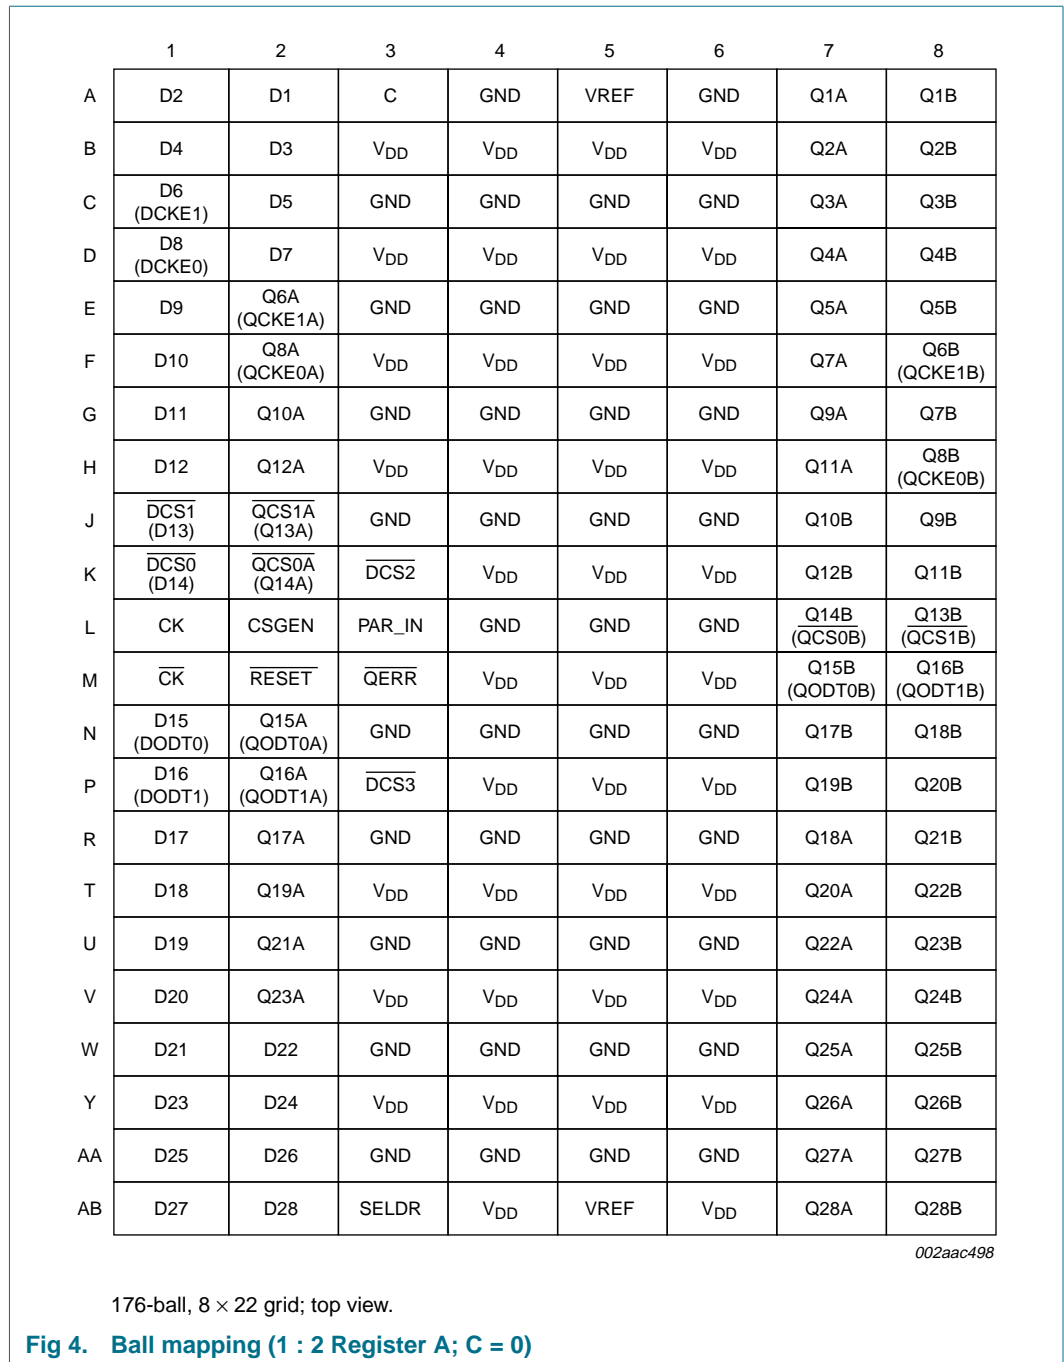 1 2 3 4 5 6 7 8
A D2 D1 C GND VREF GND Q1A Q1B
B D4 D3 VDD VDD VDD VDD Q2A Q2B
C D6 (DCKE1) D5 GND GND GND GND Q3A Q3B
D D8 (DCKE0) D7 VDD VDD VDD VDD Q4A Q4B
E D9 Q6A (QCKE1A) GND GND GND GND Q5A Q5B
F D10 Q8A (QCKE0A) VDD VDD VDD VDD Q7A Q6B (QCKE1B)
G D11 Q10A GND GND GND GND Q9A Q7B
H D12 Q12A VDD VDD VDD VDD Q11A Q8B (QCKE0B)
J DCS1 (D13) QCS1A (Q13A) GND GND GND GND Q10B Q9B
K DCS0 (D14) QCS0A (Q14A) DCS2 VDD VDD VDD Q12B Q11B
L CK CSGEN PAR_IN GND GND GND Q14B (QCS0B) Q13B (QCS1B)
M CK RESET QERR VDD VDD VDD Q15B (QODT0B) Q16B (QODT1B)
N D15 (DODT0) Q15A (QODT0A) GND GND GND GND Q17B Q18B
P D16 (DODT1) Q16A (QODT1A) DCS3 VDD VDD VDD Q19B Q20B
R D17 Q17A GND GND GND GND Q18A Q21B
T D18 Q19A VDD VDD VDD VDD Q20A Q22B
U D19 Q21A GND GND GND GND Q22A Q23B
V D20 Q23A VDD VDD VDD VDD Q24A Q24B
W D21 D22 GND GND GND GND Q25A Q25B
Y D23 D24 VDD VDD VDD VDD Q26A Q26B
AA D25 D26 GND GND GND GND Q27A Q27B
AB D27 D28 SELDR VDD VREF VDD Q28A Q28B
002aac498
176-ball, 8 × 22 grid; top view.
Fig 4. Ball mapping (1 : 2 Register A; C = 0)